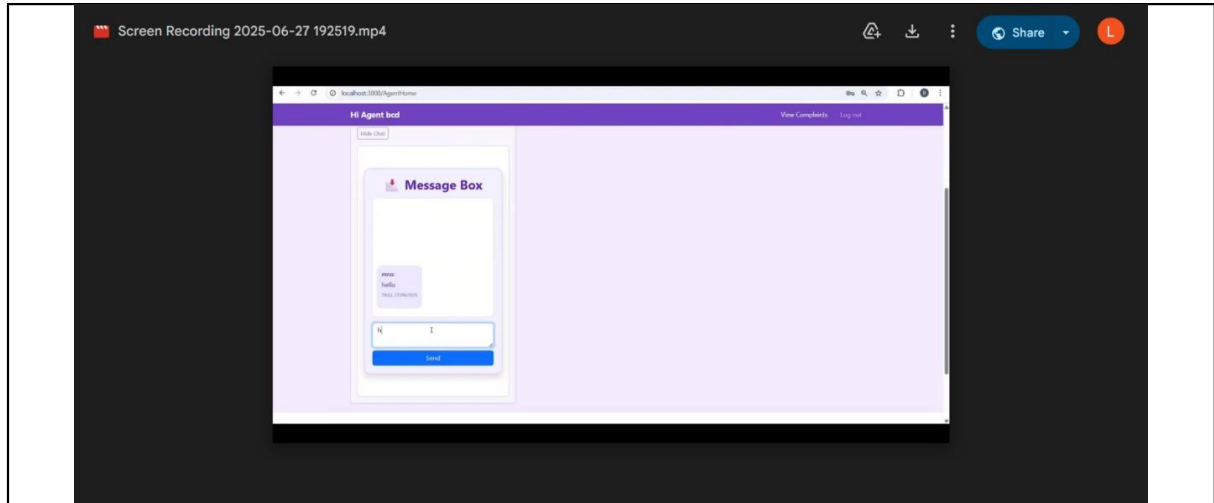 Screen Recording 2025-06-27 192519.mp4
Share
L
localhost:3000/AgentHome
Hi Agent bcd
View Complaints
Log out
Hide Chat
Message Box
hello
h
Send